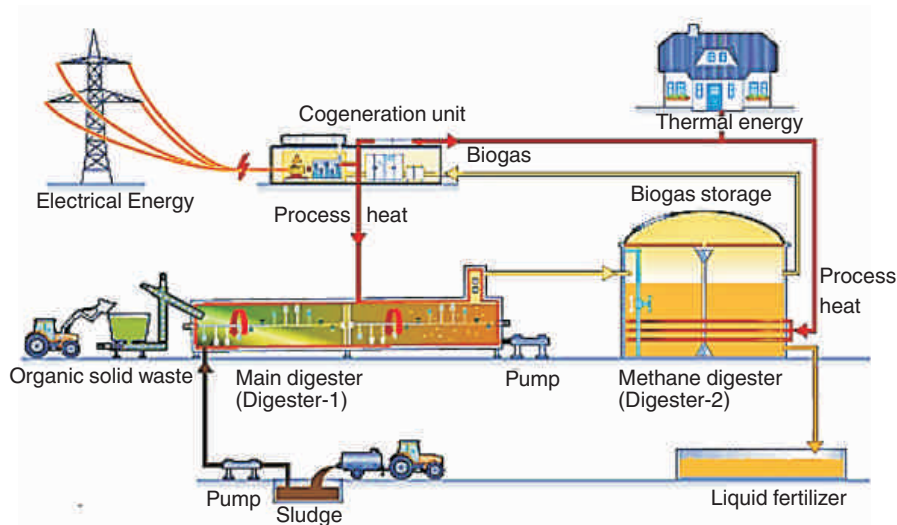 Cogeneration unit
Thermal energy
Biogas
Electrical Energy
Process heat
Biogas storage
Process
heat
Organic solid waste
Main digester
(Digester-1)
Pump
Methane digester
(Digester-2)
Pump
Sludge
Liquid fertilizer